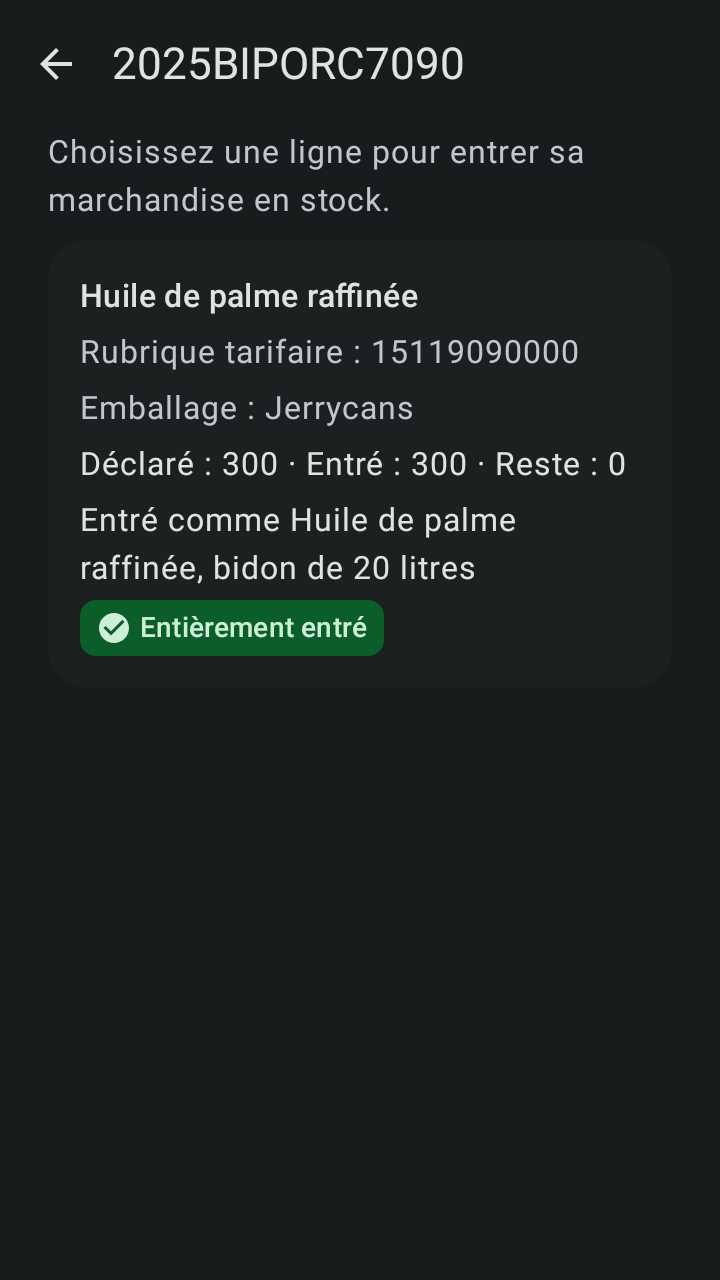 2025BIPORC7090
Choisissez une ligne pour entrer sa
marchandise en stock.
Huile de palme raffinée
Rubrique tarifaire : 15119090000
Emballage : Jerrycans
Déclaré : 300 · Entré : 300 · Reste : 0
Entré comme Huile de palme
raffinée, bidon de 20 litres
Entièrement entré